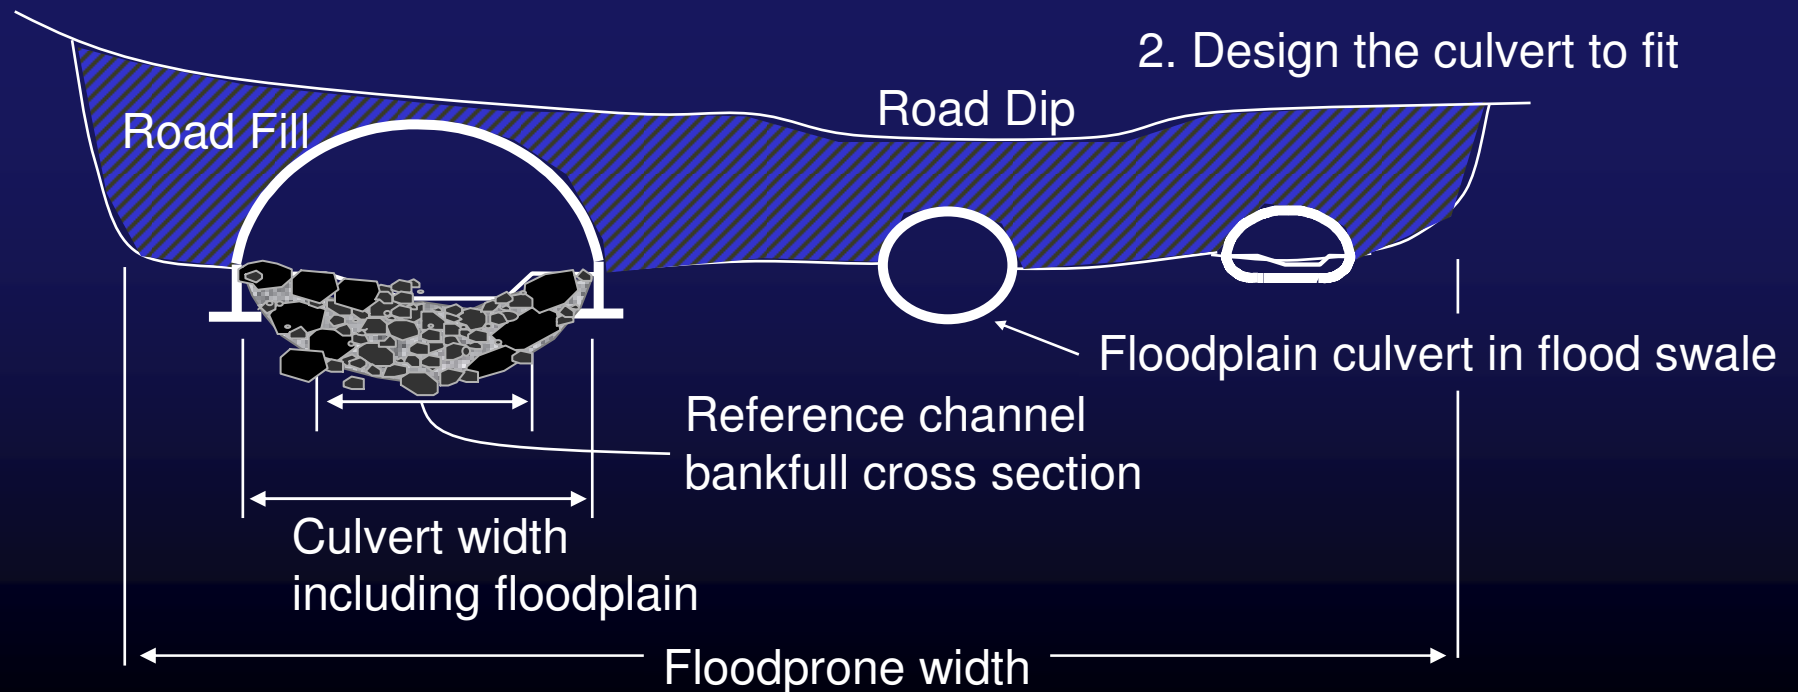 2. Design the culvert to fit
Road Dip
Road Fill
Floodplain culvert in flood swale
Reference channel
bankfull cross section
Culvert width
including floodplain
Floodprone width